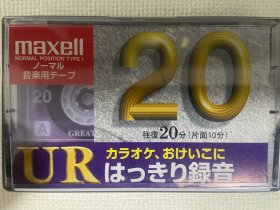 maxell
NORMAL POSITION TYPE I
ノーマル
音楽用テープ
20
20
A
GREAT
往復20分(片面10分)
UR
カラオケ、おけいこに
はっきり録音